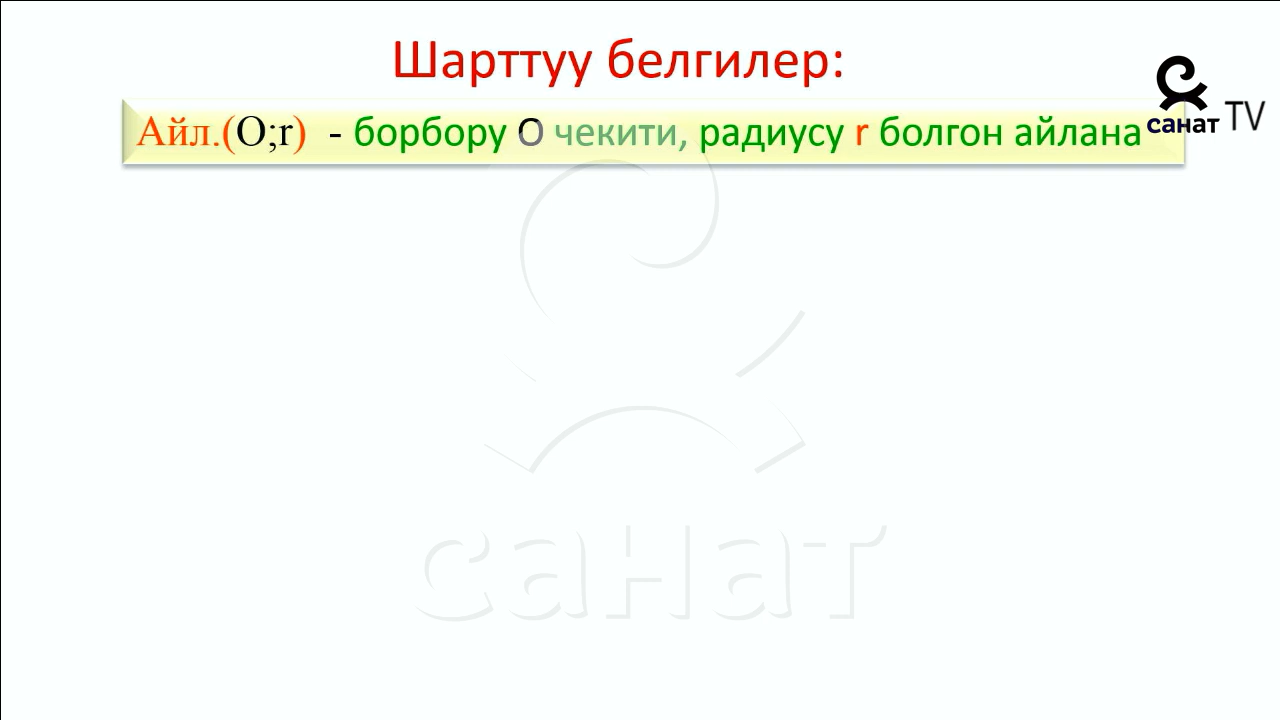 Шарттуу белгилер:
Айл.(O;r) - борбору О чекити, радиусу r болгон айлана
санат TV
санат